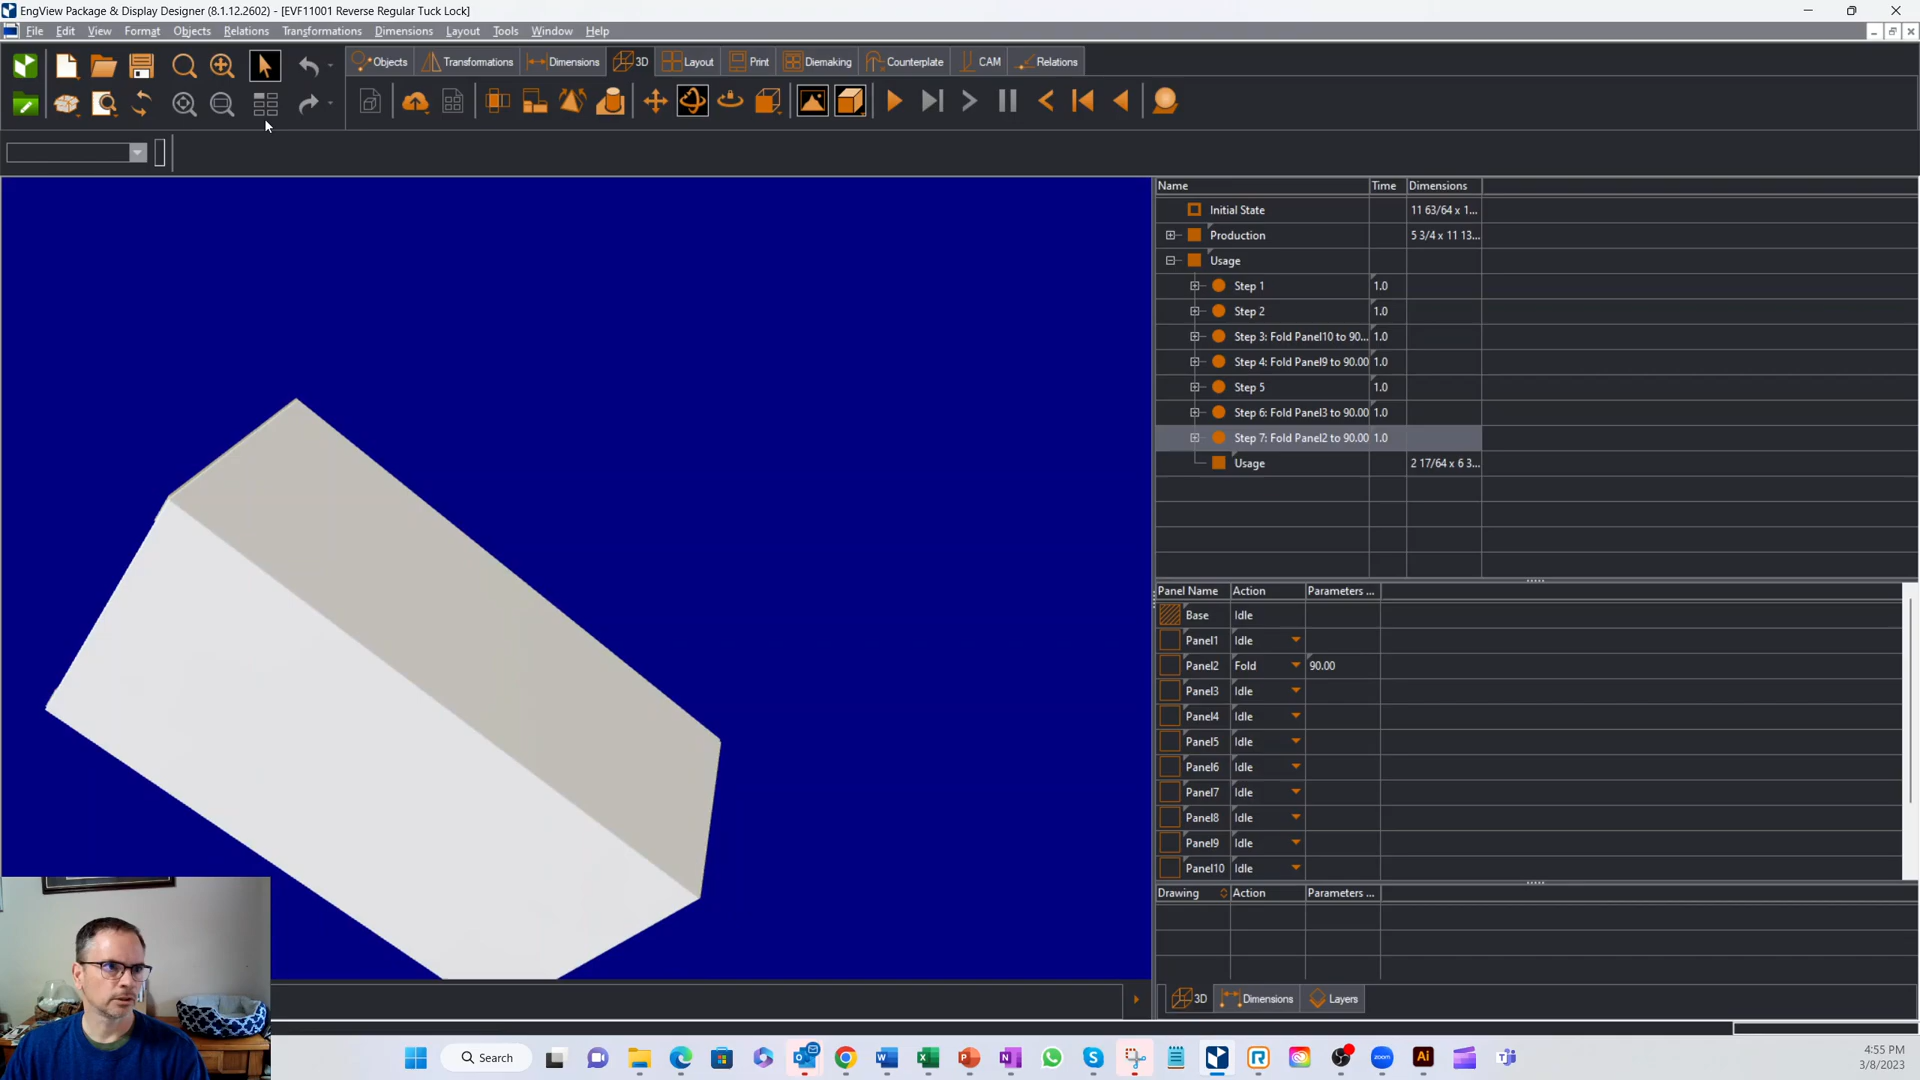 EngView Package & Display Designer (8.1.12.2602) - [EVF11001 Reverse Regular Tuck Lock]
File Edit View Format Objects Relations Transformations Dimensions Layout Tools Window Help
Objects Transformations Dimensions 3D Layout Print Diemaking Counterplate CAM Relations
Name Time Dimensions
Initial State 11 63/64 x 1...
Production 5 3/4 x 11 13...
Usage
Step 1 1.0
Step 2 1.0
Step 3: Fold Panel10 to 90... 1.0
Step 4: Fold Panel9 to 90.00 1.0
Step 5 1.0
Step 6: Fold Panel3 to 90.00 1.0
Step 7: Fold Panel2 to 90.00 1.0
Usage 2 17/64 x 6 3...
Panel Name Action Parameters ...
Base Idle
Panel1 Idle
Panel2 Fold 90.00
Panel3 Idle
Panel4 Idle
Panel5 Idle
Panel6 Idle
Panel7 Idle
Panel8 Idle
Panel9 Idle
Panel10 Idle
Drawing Action Parameters ...
3D Dimensions Layers
Search
4:55 PM
3/8/2023